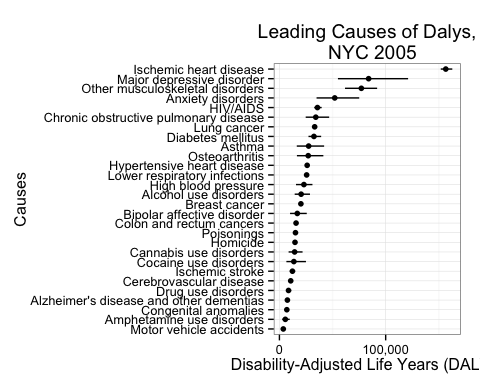 Leading Causes of Dalys,
NYC 2005
Ischemic heart disease
Major depressive disorder
Other musculoskeletal disorders
Anxiety disorders
HIV/AIDS
Chronic obstructive pulmonary disease
Lung cancer
Diabetes mellitus
Asthma
Osteoarthritis
Hypertensive heart disease
Lower respiratory infections
High blood pressure
Alcohol use disorders
Breast cancer
Bipolar affective disorder
Colon and rectum cancers
Poisonings
Homicide
Cannabis use disorders
Cocaine use disorders
Ischemic stroke
Cerebrovascular disease
Drug use disorders
Alzheimer's disease and other dementias
Congenital anomalies
Amphetamine use disorders
Motor vehicle accidents
Causes
0 100,000
Disability-Adjusted Life Years (DAL